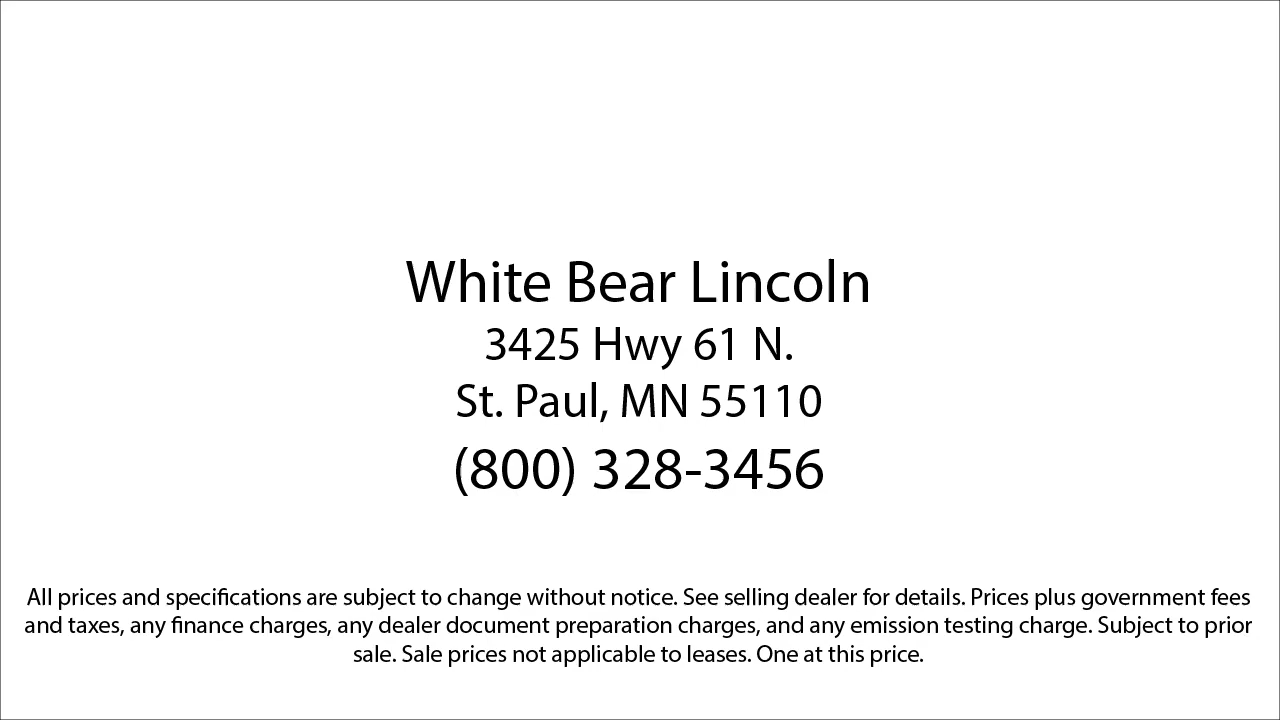 White Bear Lincoln
3425 Hwy 61 N.
St. Paul, MN 55110
(800) 328-3456
All prices and specifications are subject to change without notice. See selling dealer for details. Prices plus government fees
and taxes, any finance charges, any dealer document preparation charges, and any emission testing charge. Subject to prior
sale. Sale prices not applicable to leases. One at this price.